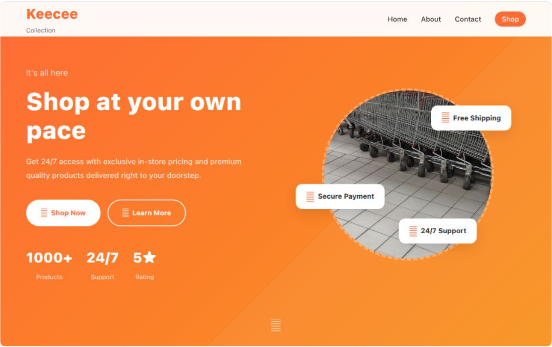 Keecee
Collection
Home About Contact Shop
It's all here
Shop at your own
pace
Get 24/7 access with exclusive in-store pricing and premium
quality products delivered right to your doorstep.
Shop Now Learn More
1000+ 24/7 5★
Products Support Rating
Free Shipping
Secure Payment
24/7 Support